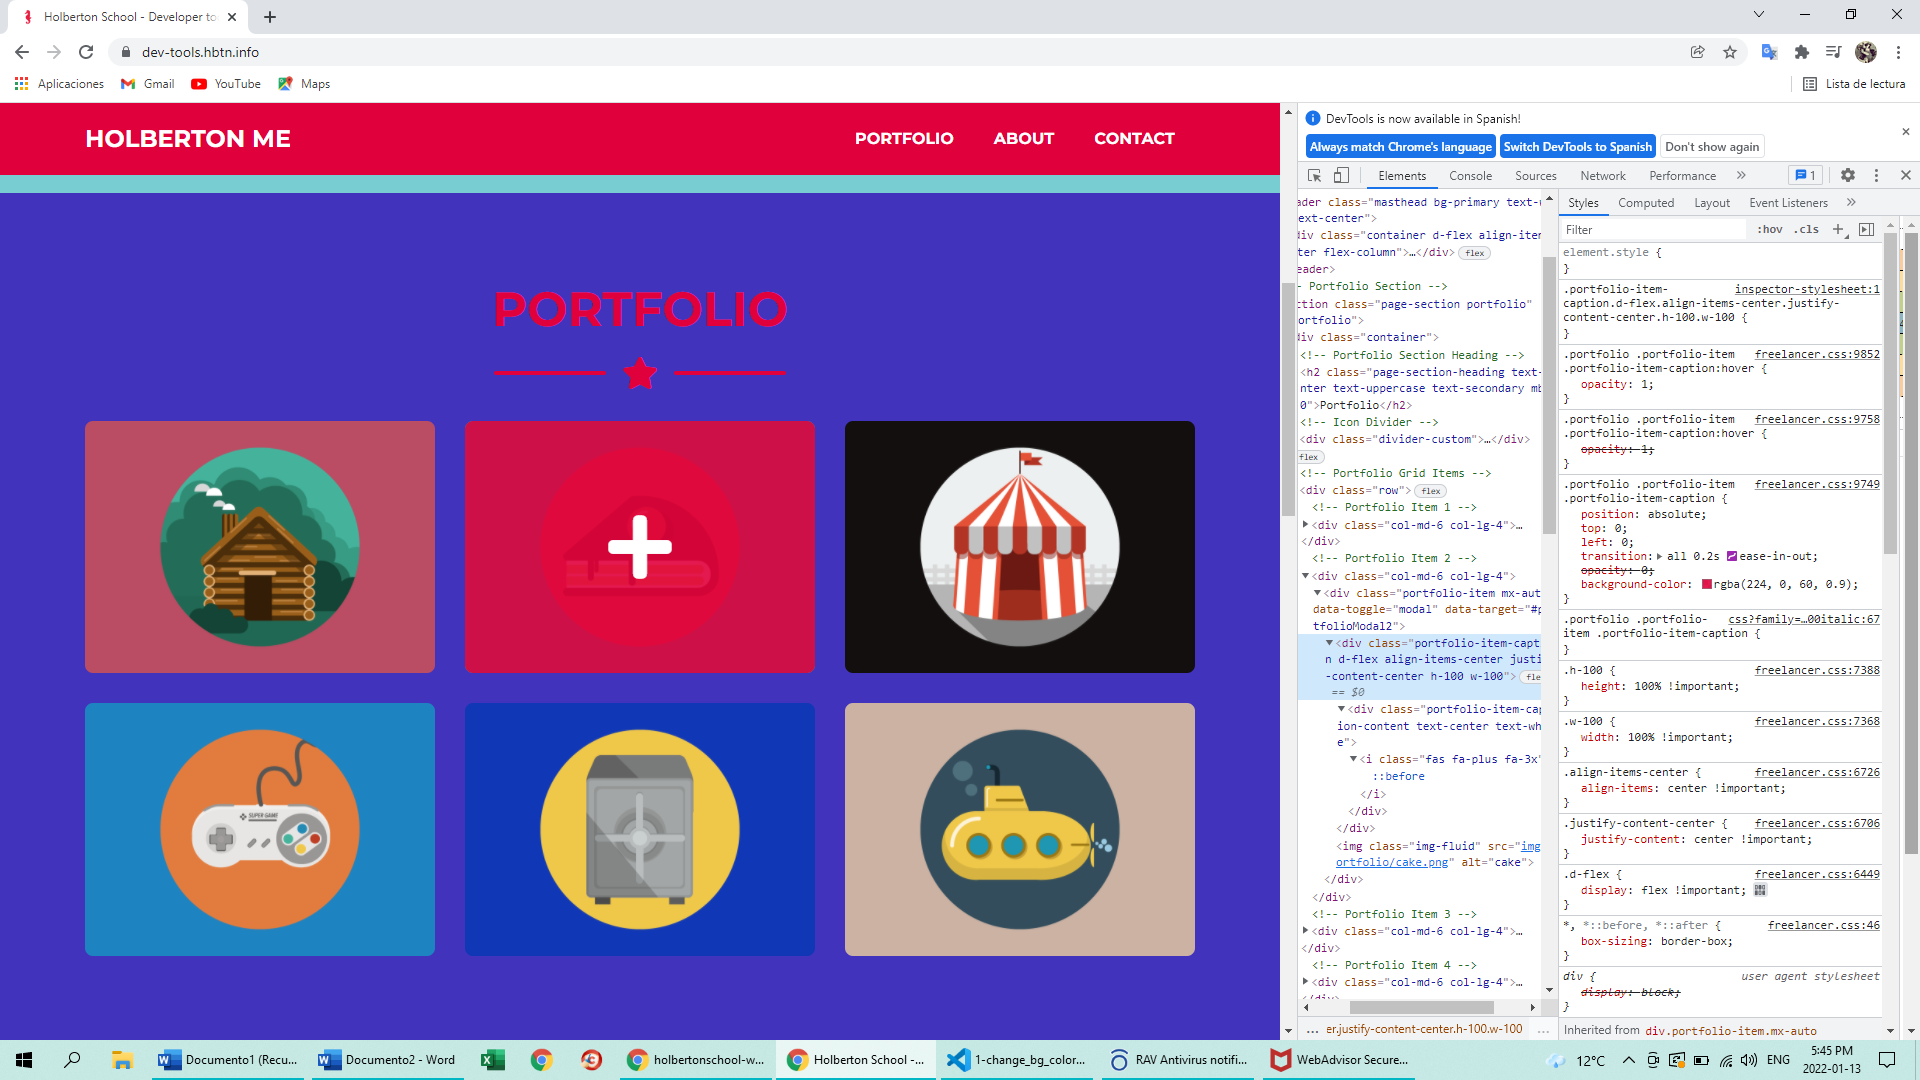 Holberton School - Developer to
dev-tools.hbtn.info
Aplicaciones
Gmail
YouTube
Maps
Lista de lectura
HOLBERTON ME
PORTFOLIO
ABOUT
CONTACT
PORTFOLIO
SUPER GAME
DevTools is now available in Spanish!
Always match Chrome's language
Switch DevTools to Spanish
Don't show again
Elements
Console
Sources
Network
Performance
1
ader class="masthead bg-primary text-
ext-center">
div class="container d-flex align-ite
ter flex-column">…</div> flex
eader>
- Portfolio Section -->
ction class="page-section portfolio"
ortfolio">
div class="container">
<!-- Portfolio Section Heading -->
<h2 class="page-section-heading text-
nter text-uppercase text-secondary mb
0">Portfolio</h2>
<!-- Icon Divider -->
<div class="divider-custom">…</div>
flex
<!-- Portfolio Grid Items -->
<div class="row"> flex
<!-- Portfolio Item 1 -->
<div class="col-md-6 col-lg-4">…
</div>
<!-- Portfolio Item 2 -->
<div class="col-md-6 col-lg-4">
<div class="portfolio-item mx-aut
data-toggle="modal" data-target="#p
tfolioModal2">
<div class="portfolio-item-capti
n d-flex align-items-center justi
-content-center h-100 w-100"> fle
== $0
<div class="portfolio-item-cap
ion-content text-center text-wh
e">
<i class="fas fa-plus fa-3x"
::before
</i>
</div>
</div>
<img class="img-fluid" src="img
ortfolio/cake.png" alt="cake">
</div>
</div>
<!-- Portfolio Item 3 -->
<div class="col-md-6 col-lg-4">…
</div>
<!-- Portfolio Item 4 -->
<div class="col-md-6 col-lg-4">…
</div>
... er.justify-content-center.h-100.w-100 ...
Styles
Computed
Layout
Event Listeners
Filter
:hov .cls
element.style {
}
.portfolio-item- inspector-stylesheet:1
caption.d-flex.align-items-center.justify-
content-center.h-100.w-100 {
}
.portfolio .portfolio-item freelancer.css:9852
.portfolio-item-caption:hover {
opacity: 1;
}
.portfolio .portfolio-item freelancer.css:9758
.portfolio-item-caption:hover {
opacity: 1;
}
.portfolio .portfolio-item freelancer.css:9749
.portfolio-item-caption {
position: absolute;
top: 0;
left: 0;
transition: all 0.2s ease-in-out;
opacity: 0;
background-color: rgba(224, 0, 60, 0.9);
}
.portfolio .portfolio- css?family=…00italic:67
item .portfolio-item-caption {
}
.h-100 { freelancer.css:7388
height: 100% !important;
}
.w-100 { freelancer.css:7368
width: 100% !important;
}
.align-items-center { freelancer.css:6726
align-items: center !important;
}
.justify-content-center { freelancer.css:6706
justify-content: center !important;
}
.d-flex { freelancer.css:6449
display: flex !important;
}
*, *::before, *::after { freelancer.css:46
box-sizing: border-box;
}
div { user agent stylesheet
display: block;
}
Inherited from div.portfolio-item.mx-auto
Documento1 (Recu...
Documento2 - Word
holbertonschool-w...
Holberton School -...
1-change_bg_color...
RAV Antivirus notifi...
WebAdvisor Secure...
12°C
ENG
5:45 PM
2022-01-13